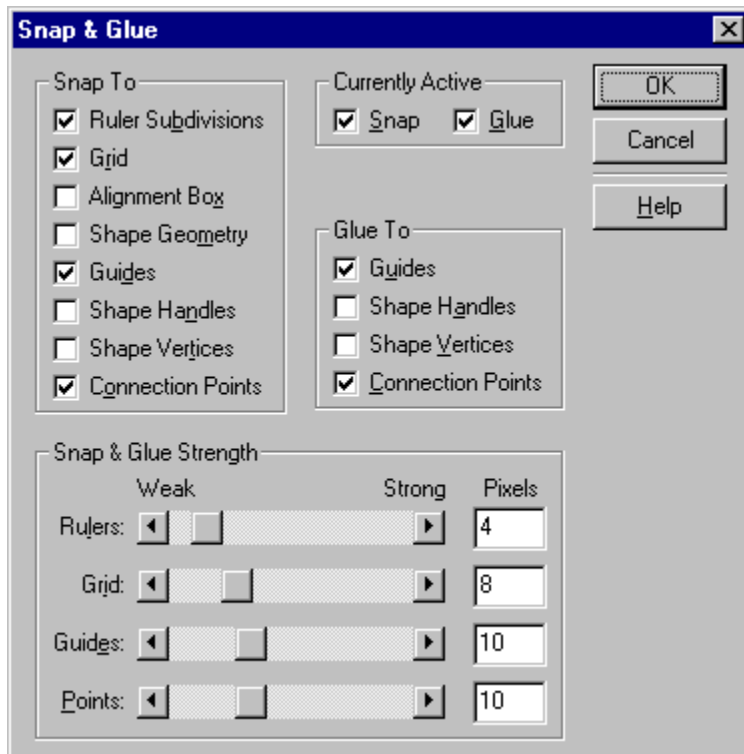 Snap & Glue
Snap To
Ruler Subdivisions
Grid
Alignment Box
Shape Geometry
Guides
Shape Handles
Shape Vertices
Connection Points
Currently Active
Snap Glue
Glue To
Guides
Shape Handles
Shape Vertices
Connection Points
OK
Cancel
Help
Snap & Glue Strength
Weak Strong Pixels
Rulers: 4
Grid: 8
Guides: 10
Points: 10